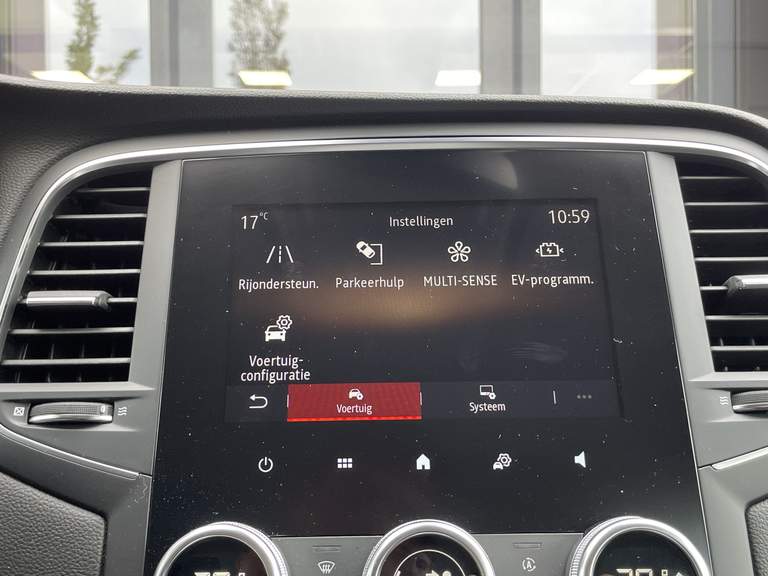 17 °C Instellingen 10:59
Rijondersteun. Parkeerhulp MULTI-SENSE EV-programm.
Voertuig-
configuratie
Voertuig Systeem